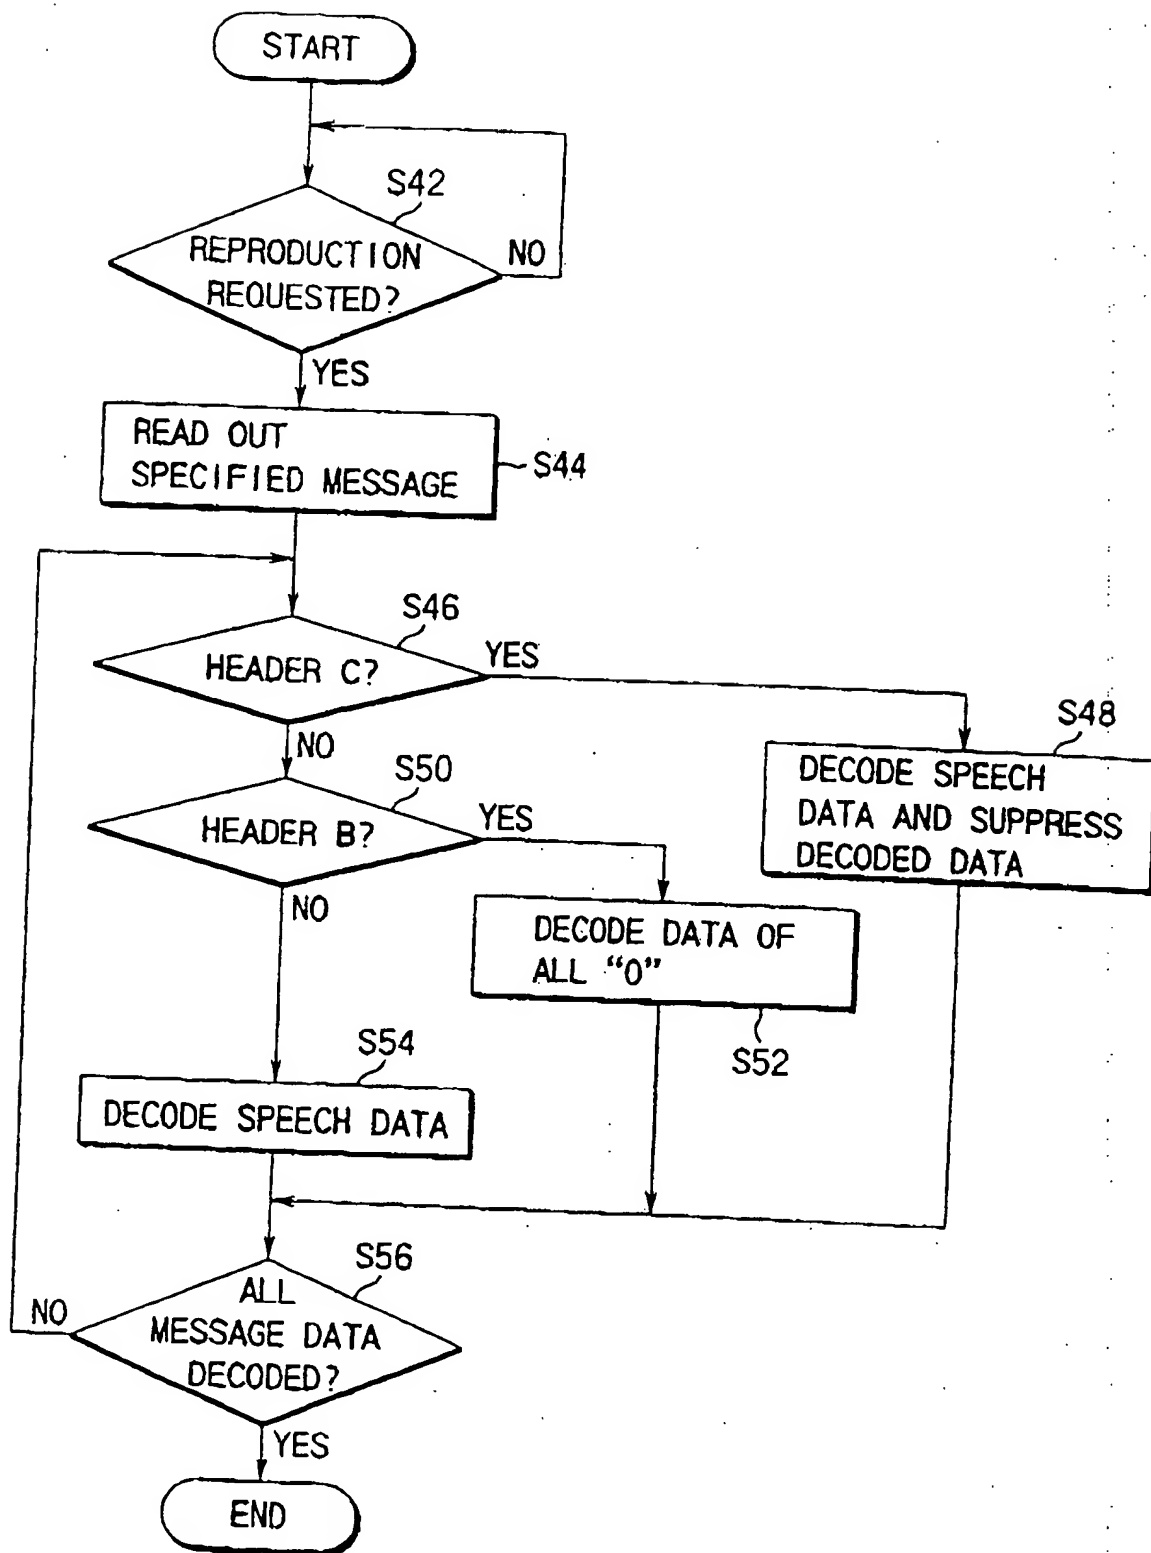 START
S42
REPRODUCTION
REQUESTED?
NO
YES
READ OUT
SPECIFIED MESSAGE
S44
S46
HEADER C?
YES
NO
S48
DECODE SPEECH
DATA AND SUPPRESS
DECODED DATA
S50
HEADER B?
YES
NO
DECODE DATA OF
ALL "0"
S52
S54
DECODE SPEECH DATA
S56
ALL
MESSAGE DATA
DECODED?
NO
YES
END